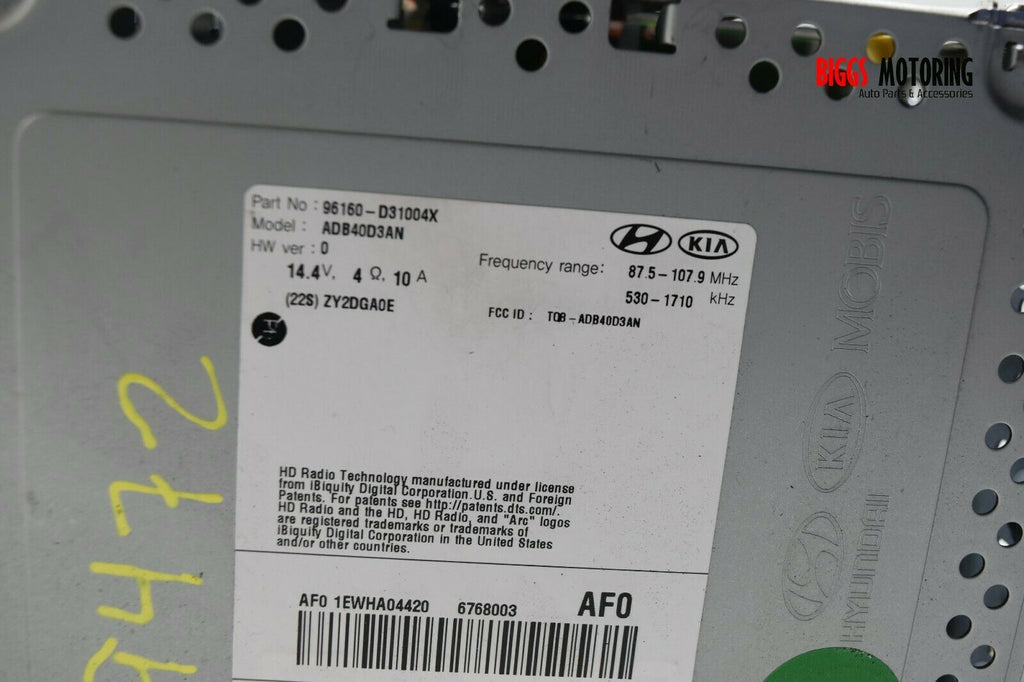 BIGGS MOTORING
Auto Parts & Accessories
Part No : 96160-D31004X
Model : ADB40D3AN
HW ver : 0
14.4V, 4 Ω, 10 A
(22S) ZY2DGA0E
KIA
Frequency range: 87.5-107.9 MHz
530-1710 kHz
FCC ID : TQ8-ADB40D3AN
HD Radio Technology manufactured under license
from iBiquity Digital Corporation.U.S. and Foreign
Patents. For patents see http://patents.dts.com/.
HD Radio and the HD, HD Radio, and "Arc" logos
are registered trademarks or trademarks of
iBiquity Digital Corporation in the United States
and/or other countries.
AF0 1EWHA04420 6768003 AF0
HYUNDAI KIA MOBIS